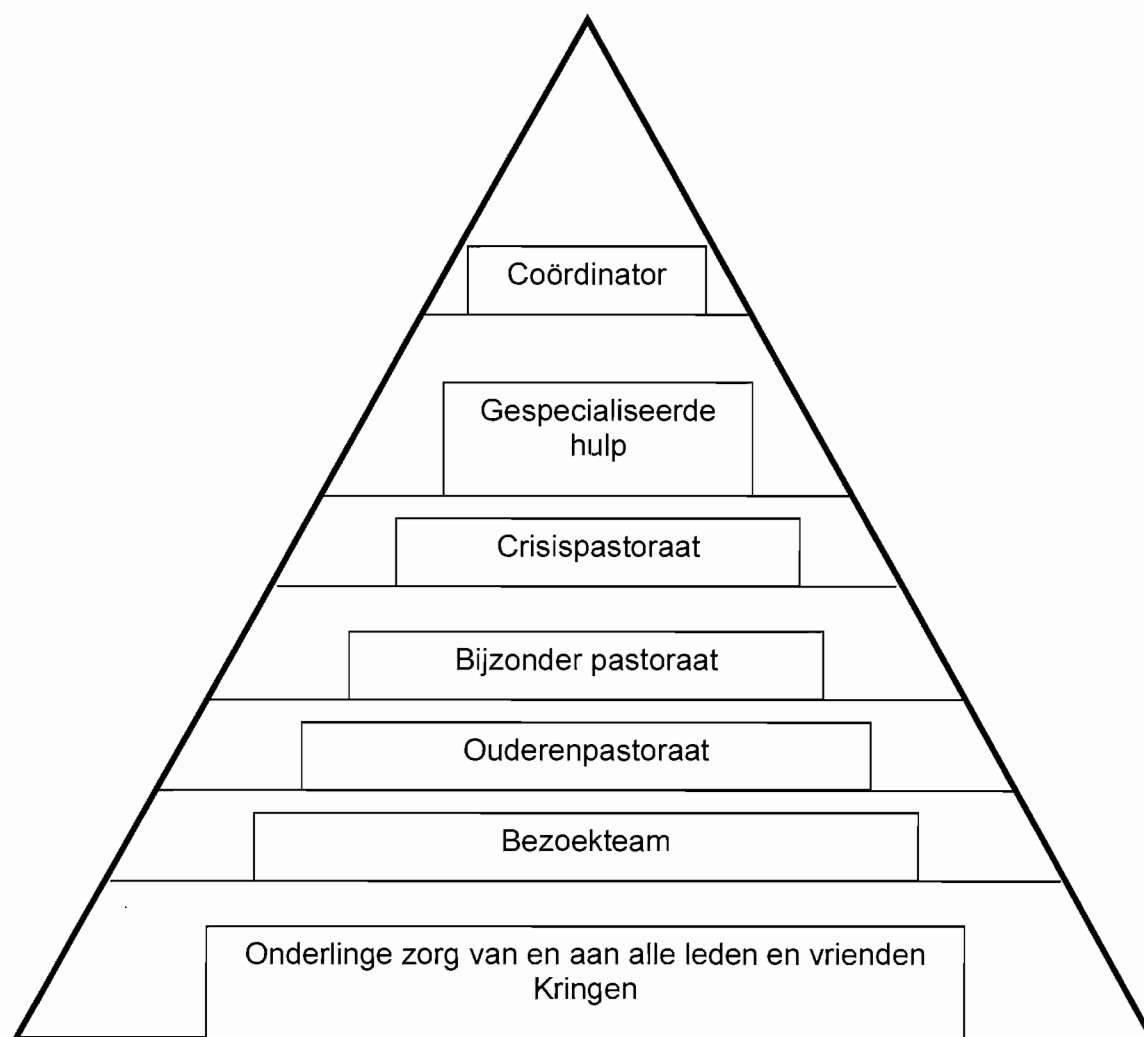 Coördinator
Gespecialiseerde
hulp
Crisispastoraat
Bijzonder pastoraat
Ouderenpastoraat
Bezoekteam
Onderlinge zorg van en aan alle leden en vrienden
Kringen